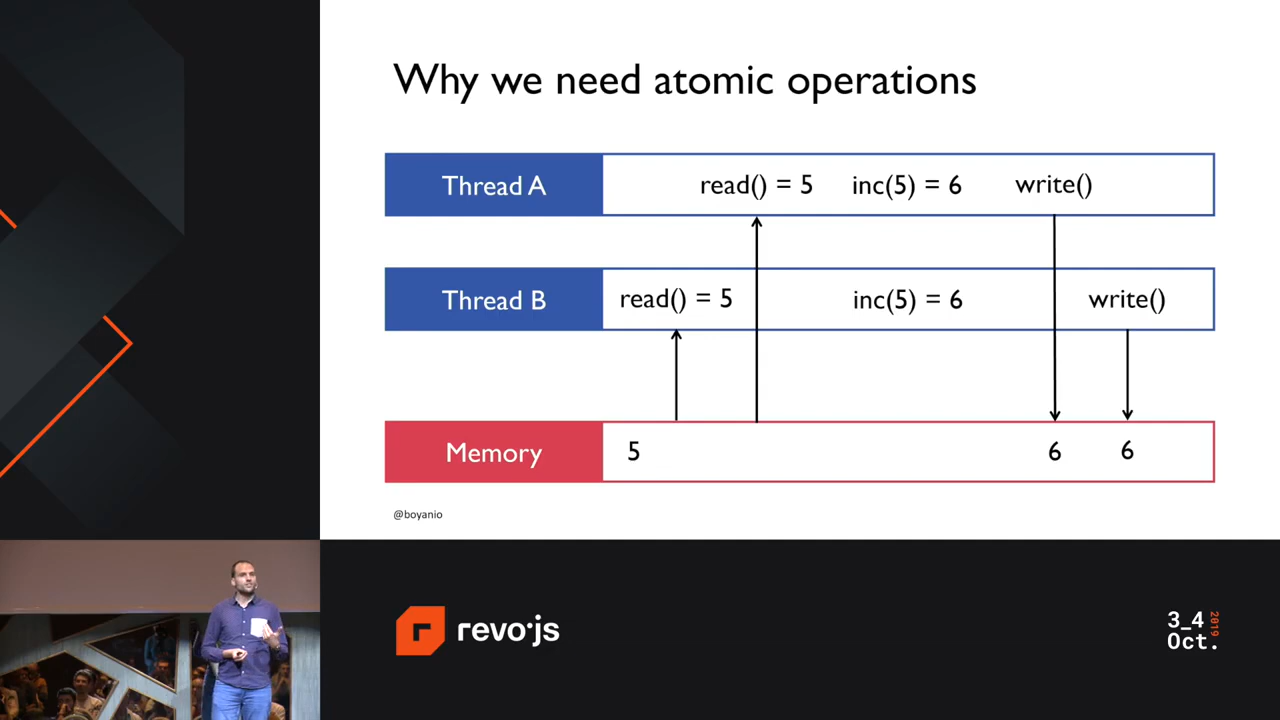 Why we need atomic operations
Thread A
read() = 5
inc(5) = 6
write()
Thread B
read() = 5
inc(5) = 6
write()
Memory
5
6
6
@boyanio
revo·js
3_4
Oct.
2019